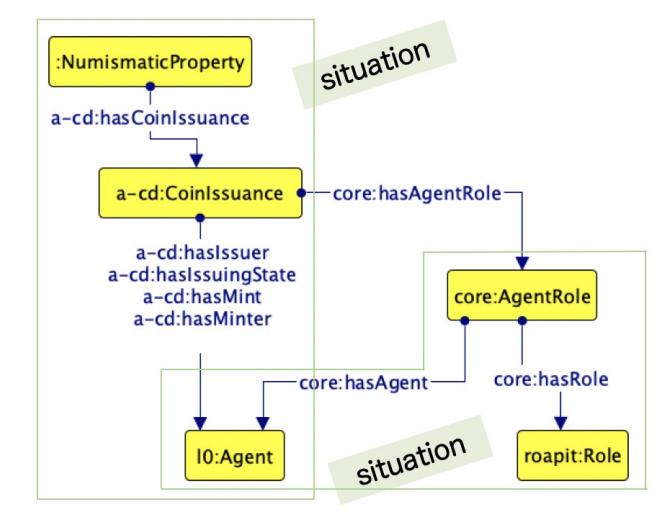 :NumismaticProperty
situation
a-cd:hasCoinIssuance
a-cd:CoinIssuance
core:hasAgentRole
a-cd:hasIssuer
a-cd:hasIssuingState
a-cd:hasMint
a-cd:hasMinter
core:AgentRole
core:hasAgent
core:hasRole
l0:Agent
situation
roapit:Role